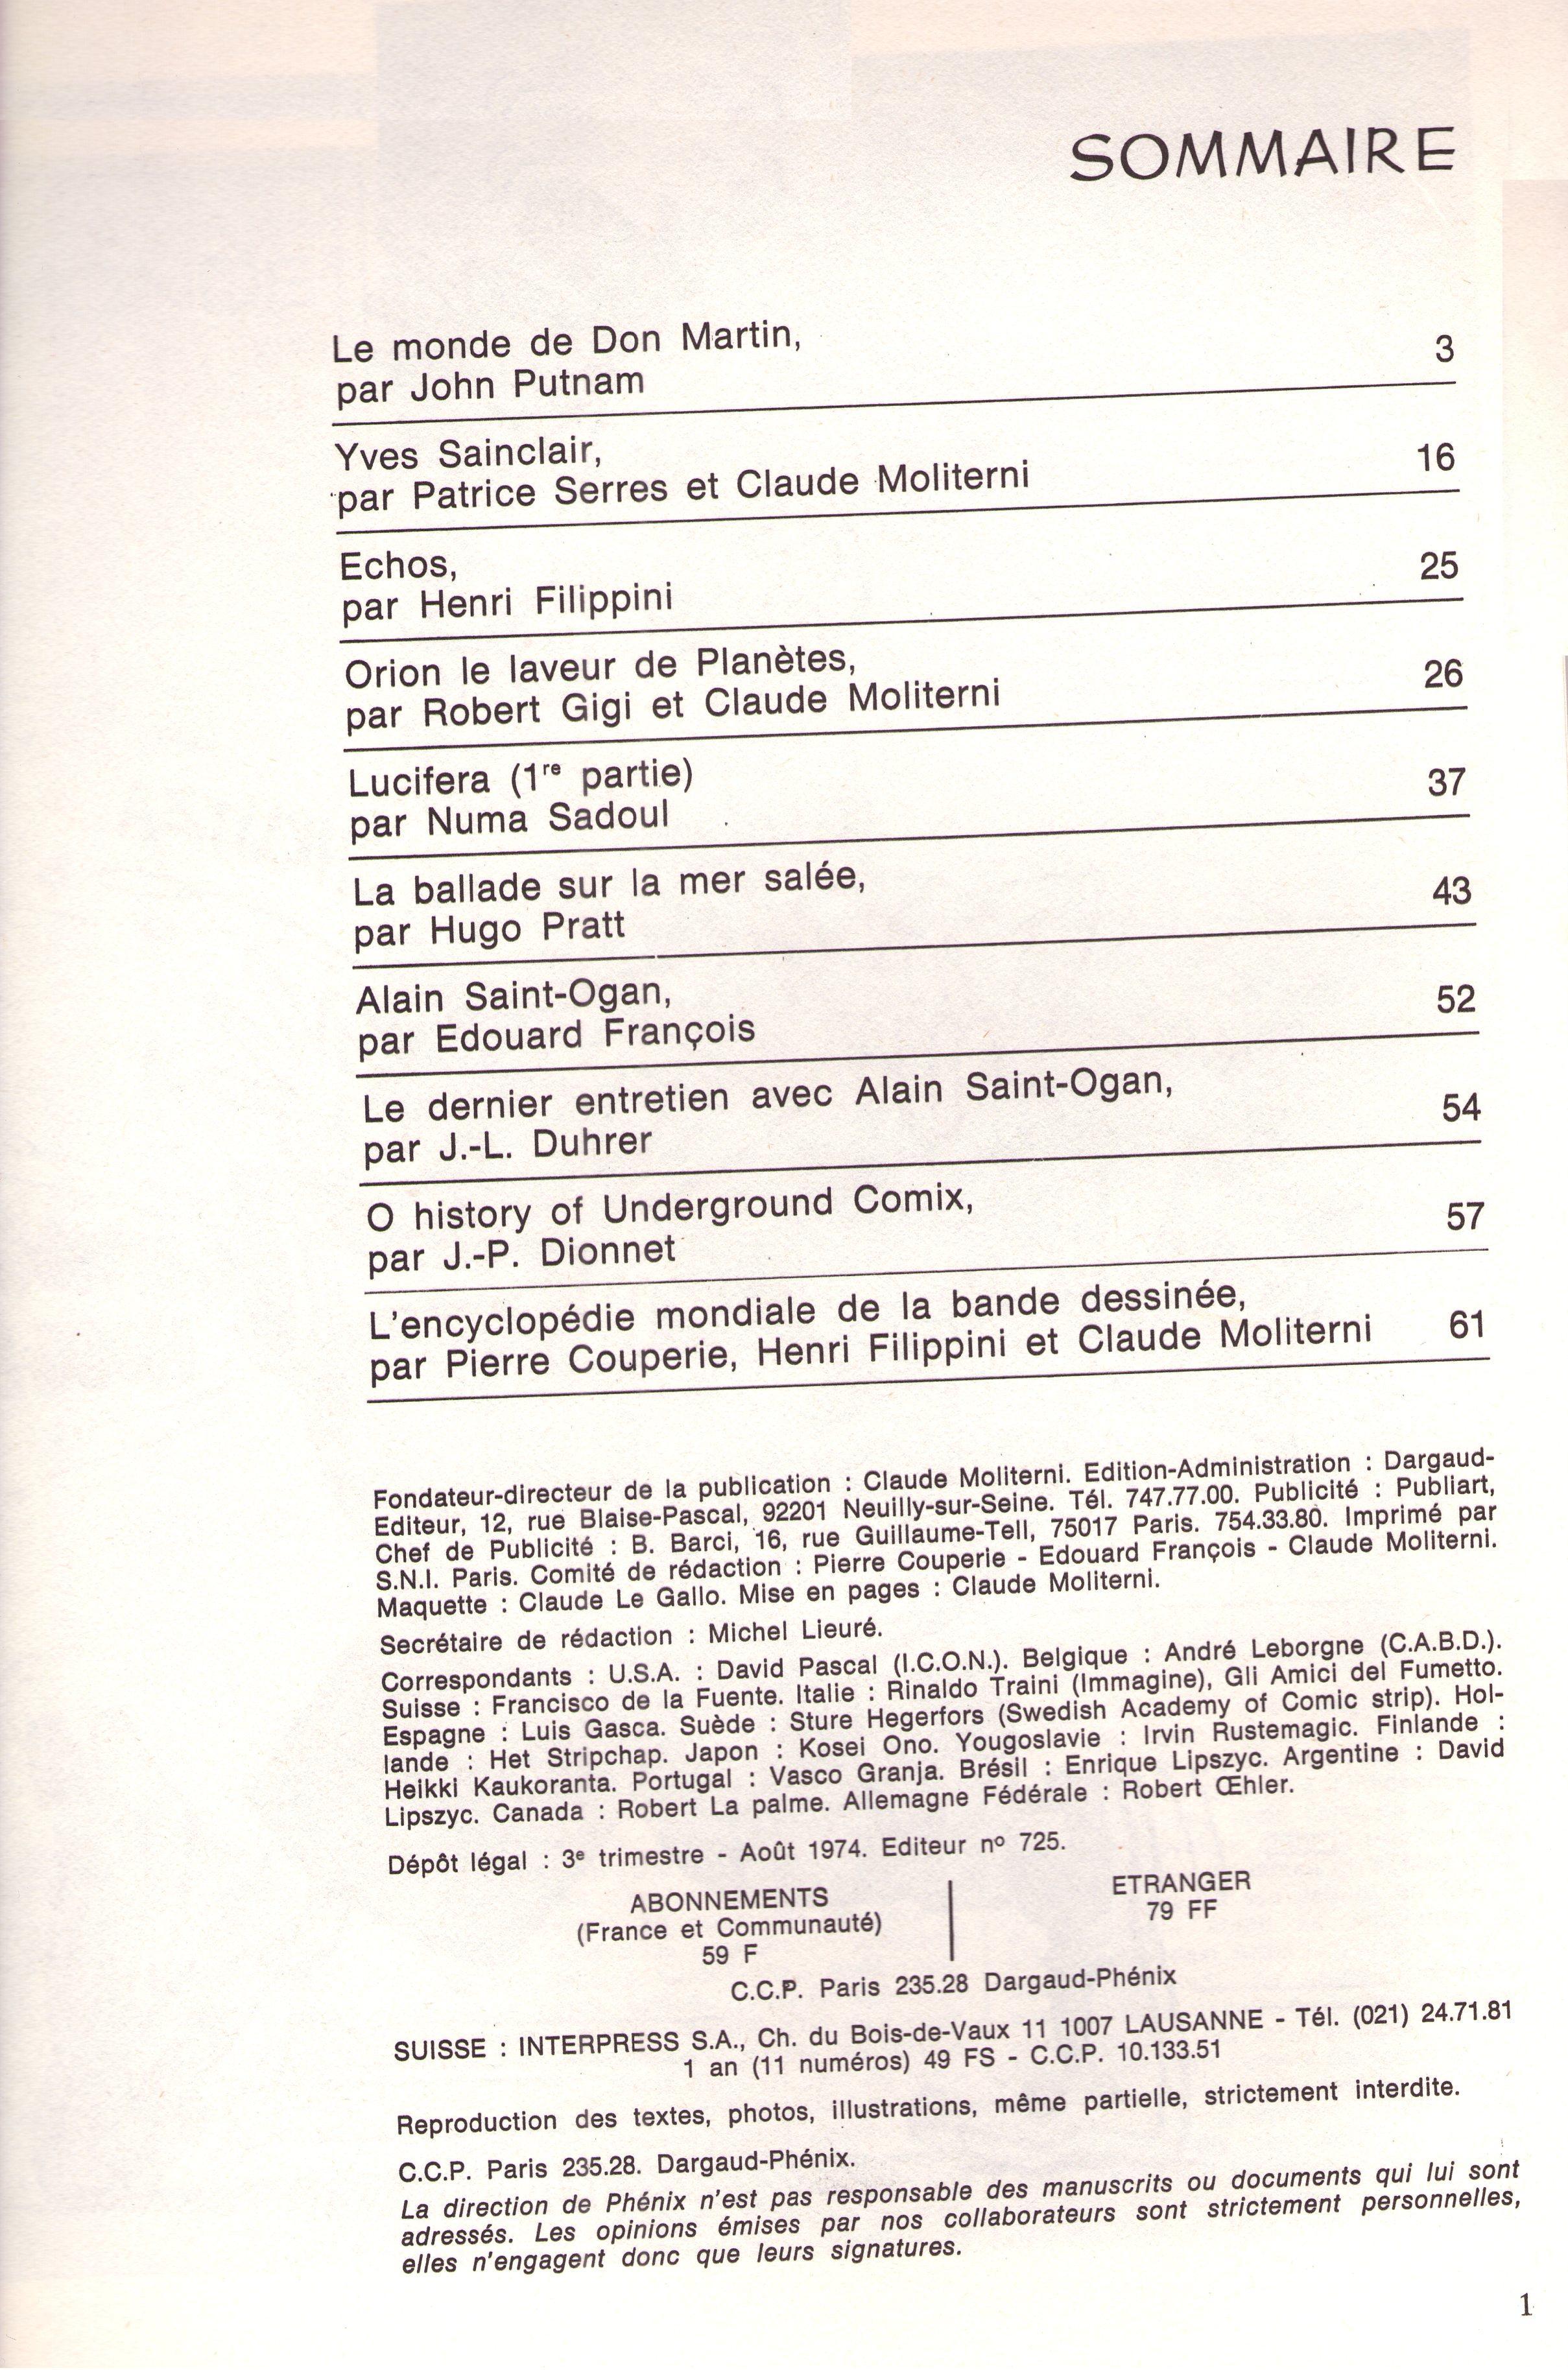 SOMMAIRE
Le monde de Don Martin,
par John Putnam 3
Yves Sainclair,
par Patrice Serres et Claude Moliterni 16
Echos,
par Henri Filippini 25
Orion le laveur de Planètes,
par Robert Gigi et Claude Moliterni 26
Lucifera (1re partie)
par Numa Sadoul 37
La ballade sur la mer salée,
par Hugo Pratt 43
Alain Saint-Ogan,
par Edouard François 52
Le dernier entretien avec Alain Saint-Ogan,
par J.-L. Duhrer 54
O history of Underground Comix,
par J.-P. Dionnet 57
L'encyclopédie mondiale de la bande dessinée,
par Pierre Couperie, Henri Filippini et Claude Moliterni 61
Fondateur-directeur de la publication : Claude Moliterni. Edition-Administration : Dargaud-
Editeur, 12, rue Blaise-Pascal, 92201 Neuilly-sur-Seine. Tél. 747.77.00. Publicité : Publiart,
Chef de Publicité : B. Barci, 16, rue Guillaume-Tell, 75017 Paris. 754.33.80. Imprimé par
S.N.I. Paris. Comité de rédaction : Pierre Couperie - Edouard François - Claude Moliterni.
Maquette : Claude Le Gallo. Mise en pages : Claude Moliterni.
Secrétaire de rédaction : Michel Lieuré.
Correspondants : U.S.A. : David Pascal (I.C.O.N.). Belgique : André Leborgne (C.A.B.D.).
Suisse : Francisco de la Fuente. Italie : Rinaldo Traini (Immagine), Gli Amici del Fumetto.
Espagne : Luis Gasca. Suède : Sture Hegerfors (Swedish Academy of Comic strip). Hol-
lande : Het Stripchap. Japon : Kosei Ono. Yougoslavie : Irvin Rustemagic. Finlande :
Heikki Kaukoranta. Portugal : Vasco Granja. Brésil : Enrique Lipszyc. Argentine : David
Lipszyc. Canada : Robert La palme. Allemagne Fédérale : Robert Œhler.
Dépôt légal : 3e trimestre - Août 1974. Editeur nº 725.
ABONNEMENTS
(France et Communauté)
59 F
ETRANGER
79 FF
C.C.P. Paris 235.28 Dargaud-Phénix
SUISSE : INTERPRESS S.A., Ch. du Bois-de-Vaux 11 1007 LAUSANNE - Tél. (021) 24.71.81
1 an (11 numéros) 49 FS - C.C.P. 10.133.51
Reproduction des textes, photos, illustrations, même partielle, strictement interdite.
C.C.P. Paris 235.28. Dargaud-Phénix.
La direction de Phénix n'est pas responsable des manuscrits ou documents qui lui sont
adressés. Les opinions émises par nos collaborateurs sont strictement personnelles,
elles n'engagent donc que leurs signatures.
1